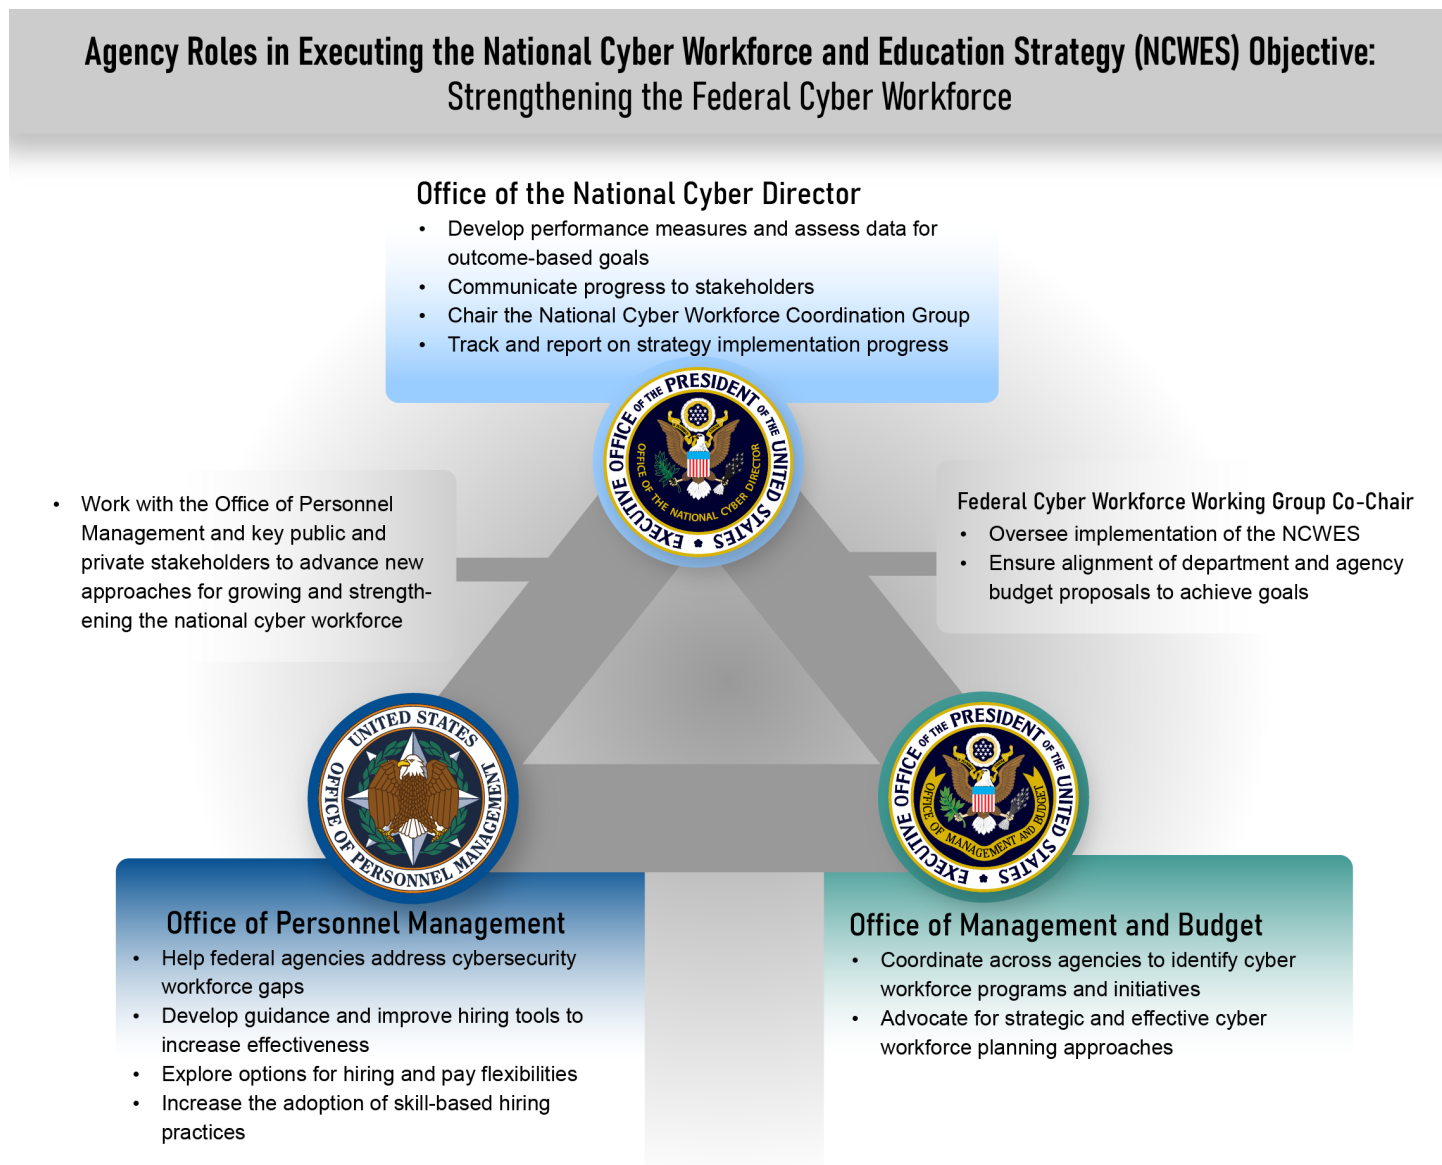 Agency Roles in Executing the National Cyber Workforce and Education Strategy (NCWES) Objective:
Strengthening the Federal Cyber Workforce
Office of the National Cyber Director
• Develop performance measures and assess data for
outcome-based goals
• Communicate progress to stakeholders
• Chair the National Cyber Workforce Coordination Group
• Track and report on strategy implementation progress
EXECUTIVE OFFICE OF THE PRESIDENT OF THE UNITED STATES
OFFICE OF THE NATIONAL CYBER DIRECTOR
• Work with the Office of Personnel
Management and key public and
private stakeholders to advance new
approaches for growing and strength-
ening the national cyber workforce
Federal Cyber Workforce Working Group Co-Chair
• Oversee implementation of the NCWES
• Ensure alignment of department and agency
budget proposals to achieve goals
UNITED STATES
OFFICE OF PERSONNEL MANAGEMENT
EXECUTIVE OFFICE OF THE PRESIDENT OF THE UNITED STATES
OFFICE OF MANAGEMENT AND BUDGET
Office of Personnel Management
• Help federal agencies address cybersecurity
workforce gaps
• Develop guidance and improve hiring tools to
increase effectiveness
• Explore options for hiring and pay flexibilities
• Increase the adoption of skill-based hiring
practices
Office of Management and Budget
• Coordinate across agencies to identify cyber
workforce programs and initiatives
• Advocate for strategic and effective cyber
workforce planning approaches